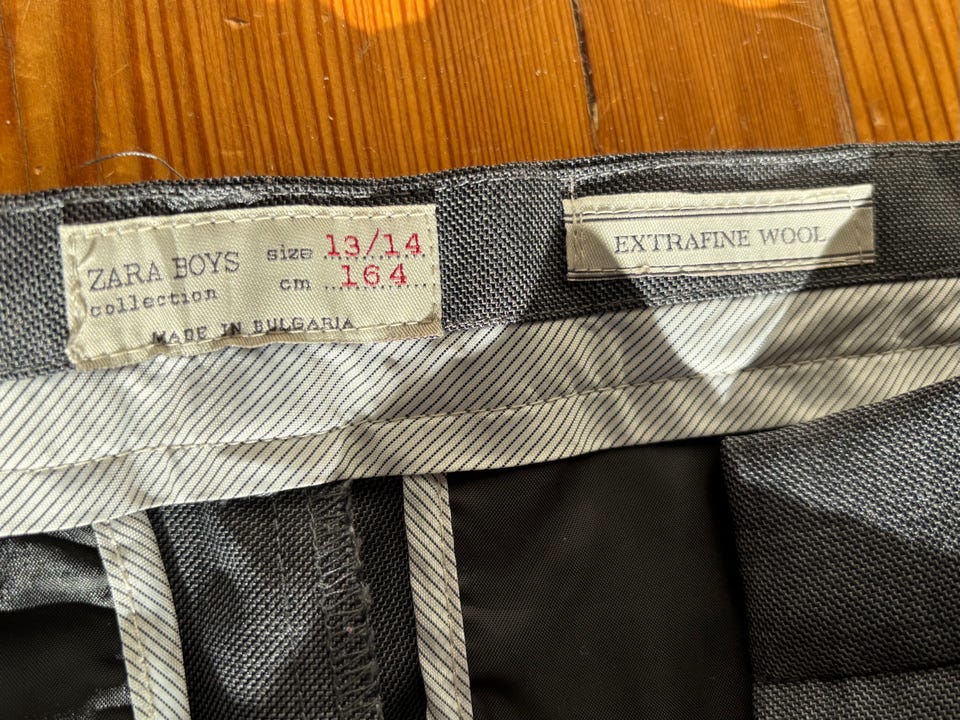 ZARA BOYS size 13/14
collection cm 164
MADE IN BULGARIA
EXTRAFINE WOOL